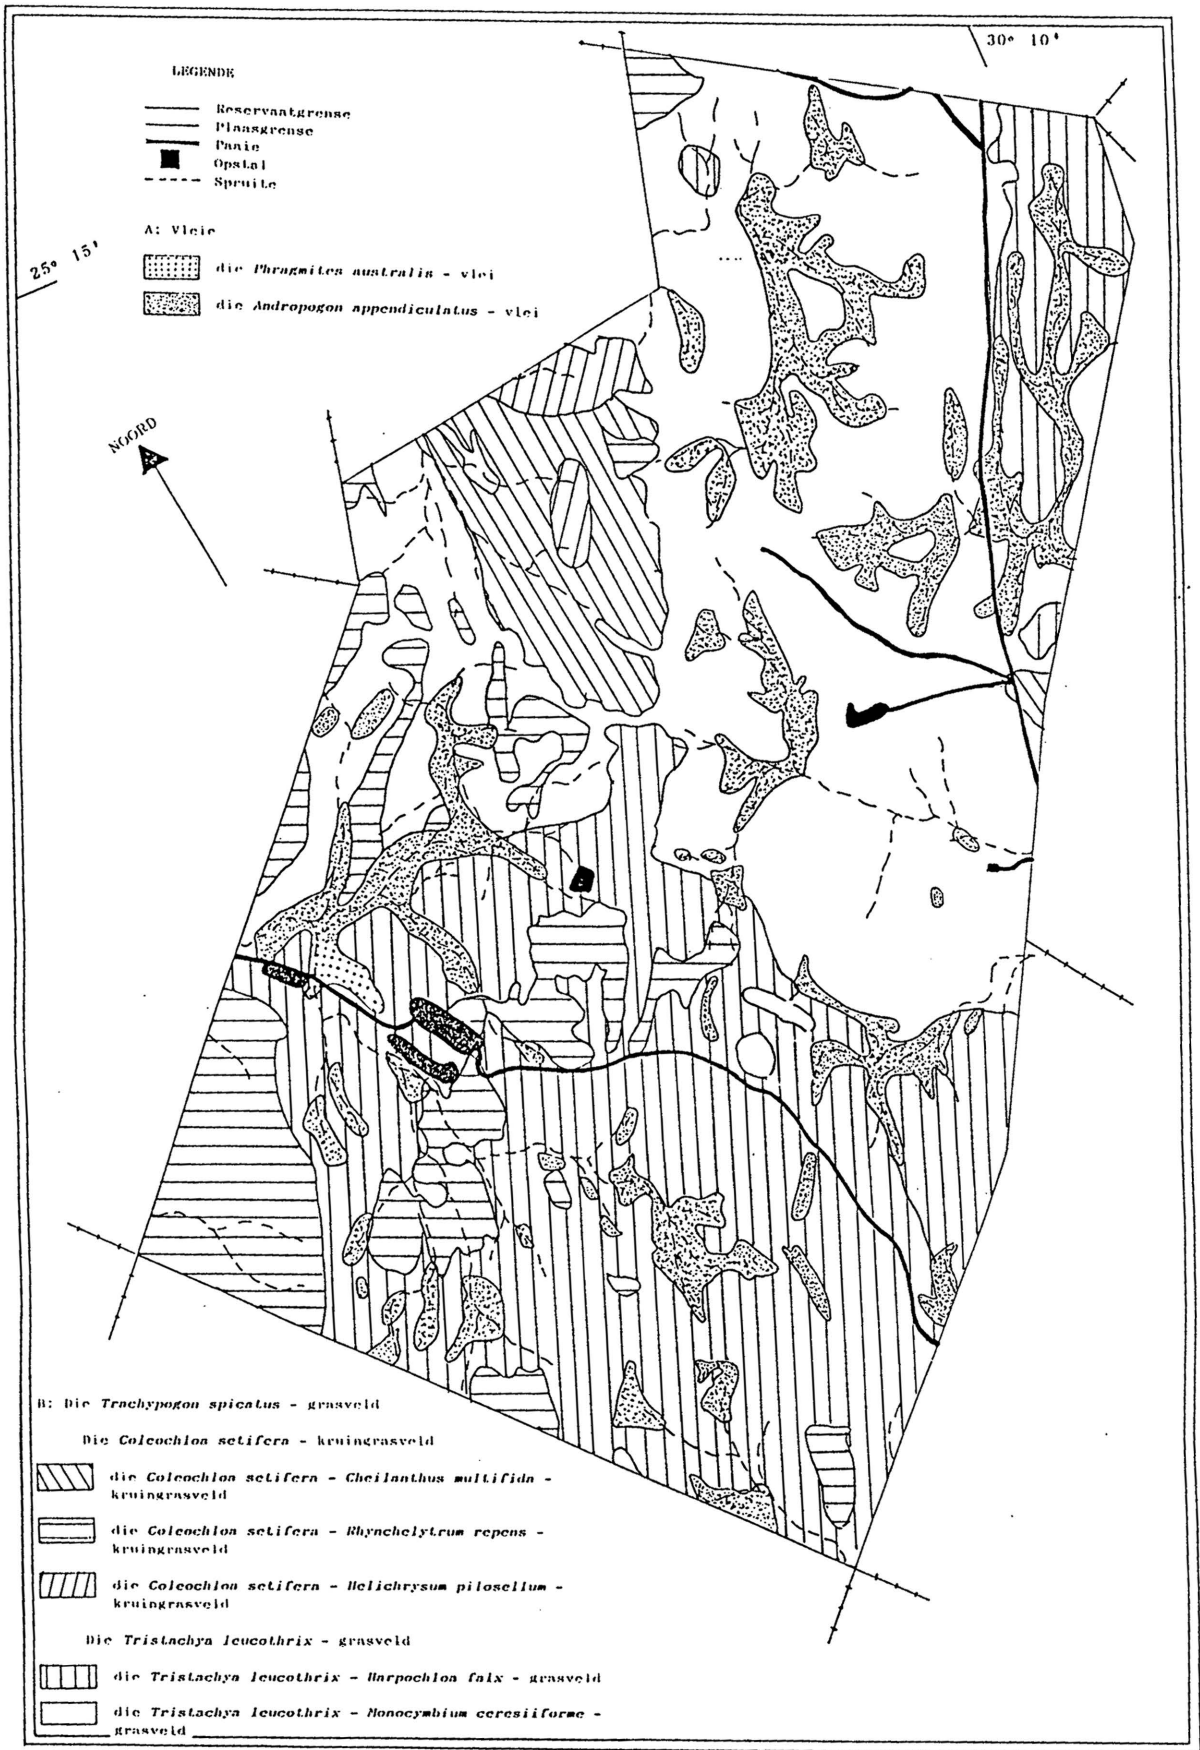 30° 10'
LEGENDE
Reservaatgrense
Plaasgrense
Panie
Opstal
Spruite
25° 15'
A: Vleie
die Phragmites australis - vlei
die Andropogon appendiculatus - vlei
NOORD
B: Die Trachypogon spicatus - grasveld
Die Coleochloa setifera - kruingrasveld
die Coleochloa setifera - Cheilanthus multifida -
kruingrasveld
die Coleochloa setifera - Rhynchelytrum repens -
kruingrasveld
die Coleochloa setifera - Helichrysum pilosellum -
kruingrasveld
Die Tristachya leucothrix - grasveld
die Tristachya leucothrix - Harpochloa falx - grasveld
die Tristachya leucothrix - Monocymbium ceresiiforme -
grasveld